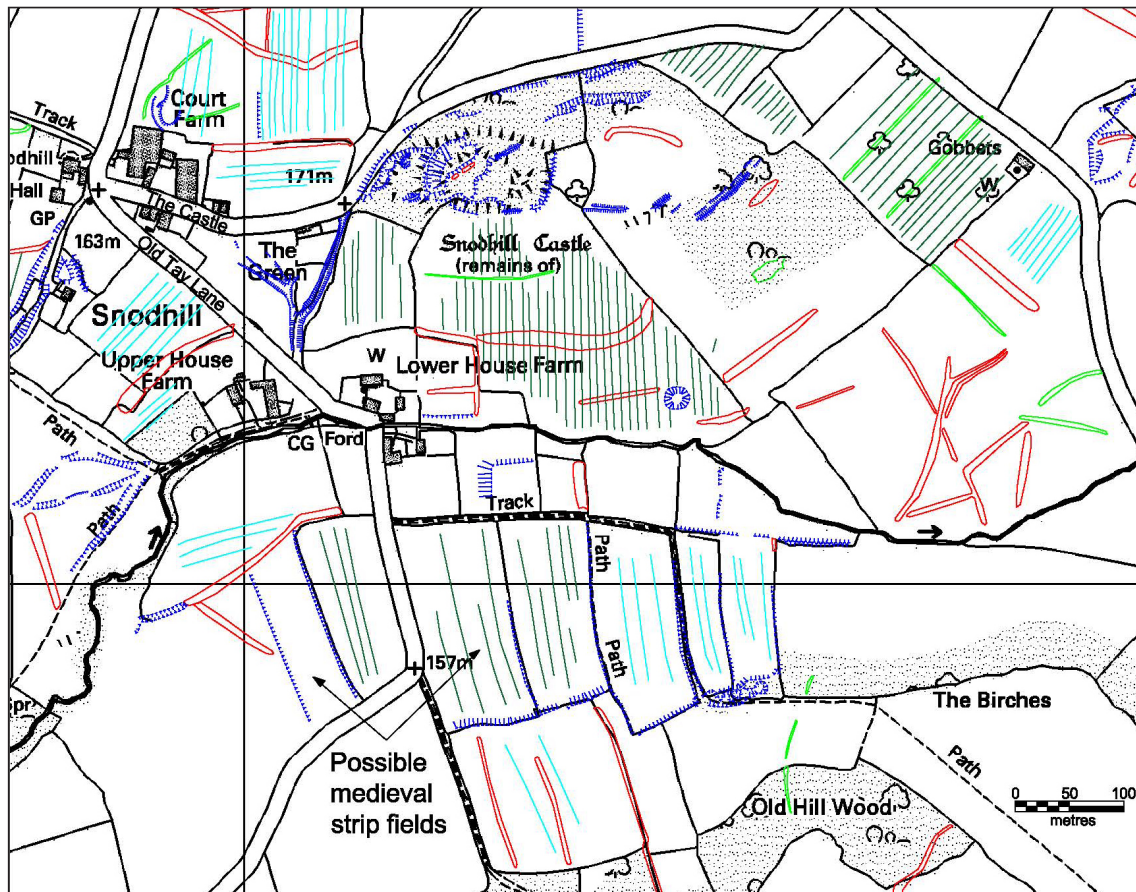 Court
Farm
Track
odhill
Hall
GP
163m
The Castle
171m
Old Tay Lane
The
Green
Snodhill Castle
(remains of)
Gobbets
W
Snodhill
Upper House
Farm
W
Lower House Farm
Path
CG
Ford
Path
Track
Path
Path
157m
Spr
The Birches
Path
Possible
medieval
strip fields
Old Hill Wood
0 50 100
metres